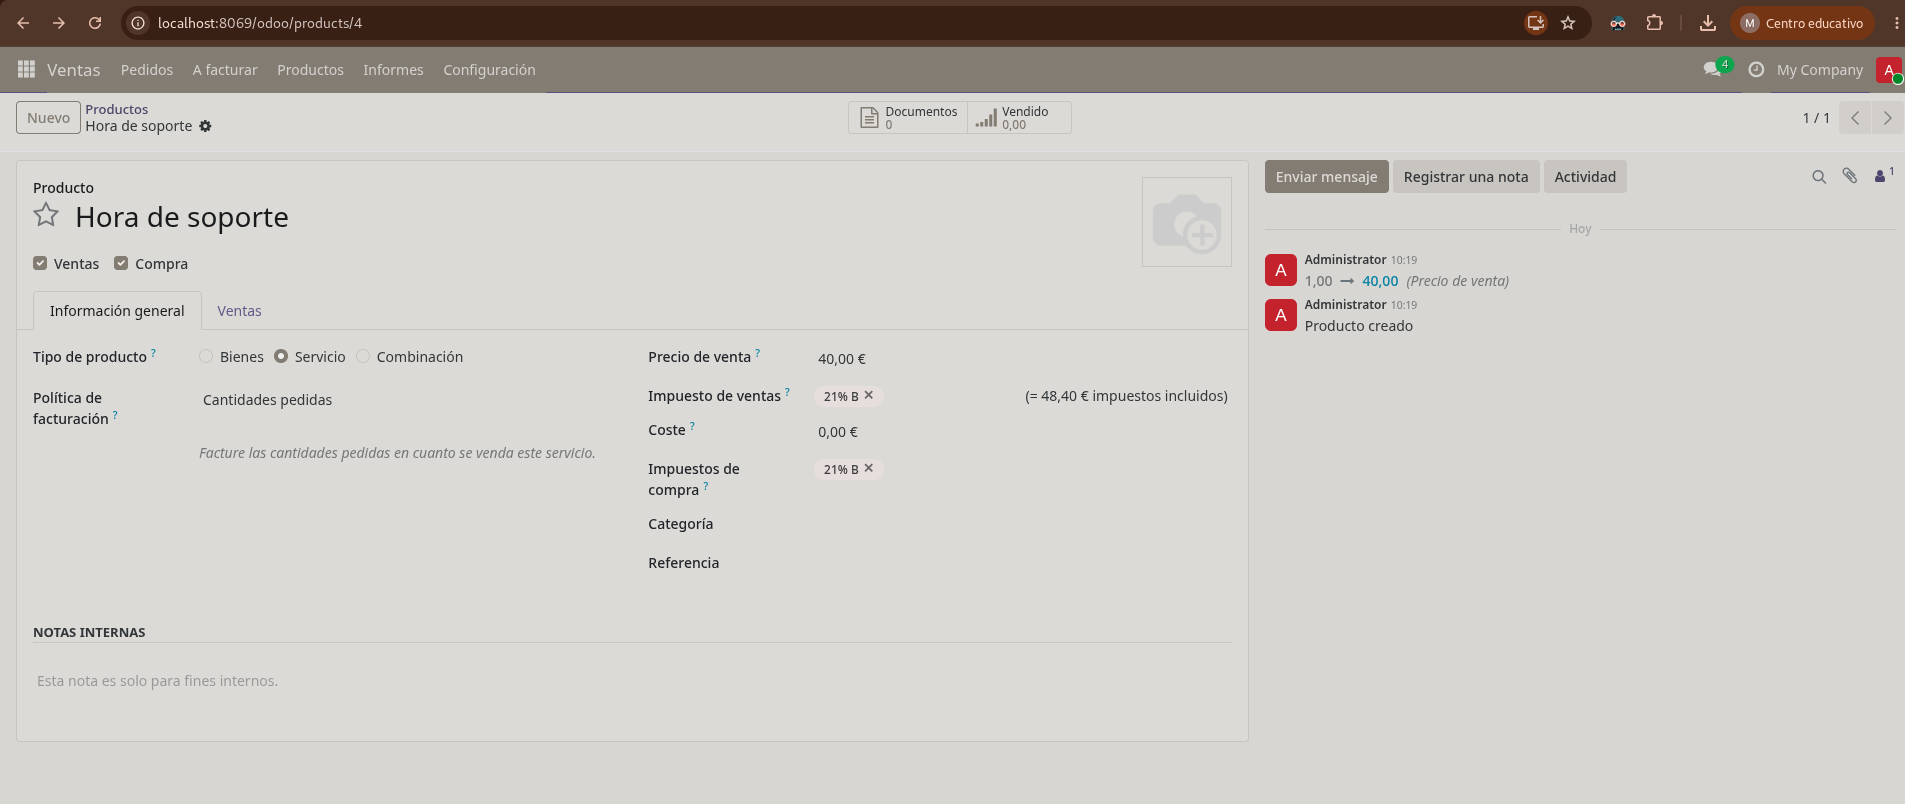 localhost:8069/odoo/products/4
M Centro educativo
Ventas Pedidos A facturar Productos Informes Configuración
4 My Company A
Nuevo
Productos
Hora de soporte
Documentos
0
Vendido
0,00
1 / 1
Producto
Hora de soporte
Ventas Compra
Información general Ventas
Tipo de producto ? Bienes Servicio Combinación
Política de
facturación ?
Cantidades pedidas
Facture las cantidades pedidas en cuanto se venda este servicio.
Precio de venta ? 40,00 €
Impuesto de ventas ? 21% B ✕ (= 48,40 € impuestos incluidos)
Coste ? 0,00 €
Impuestos de
compra ?
21% B ✕
Categoría
Referencia
NOTAS INTERNAS
Esta nota es solo para fines internos.
Enviar mensaje Registrar una nota Actividad
1
Hoy
A
Administrator 10:19
1,00 → 40,00 (Precio de venta)
A
Administrator 10:19
Producto creado